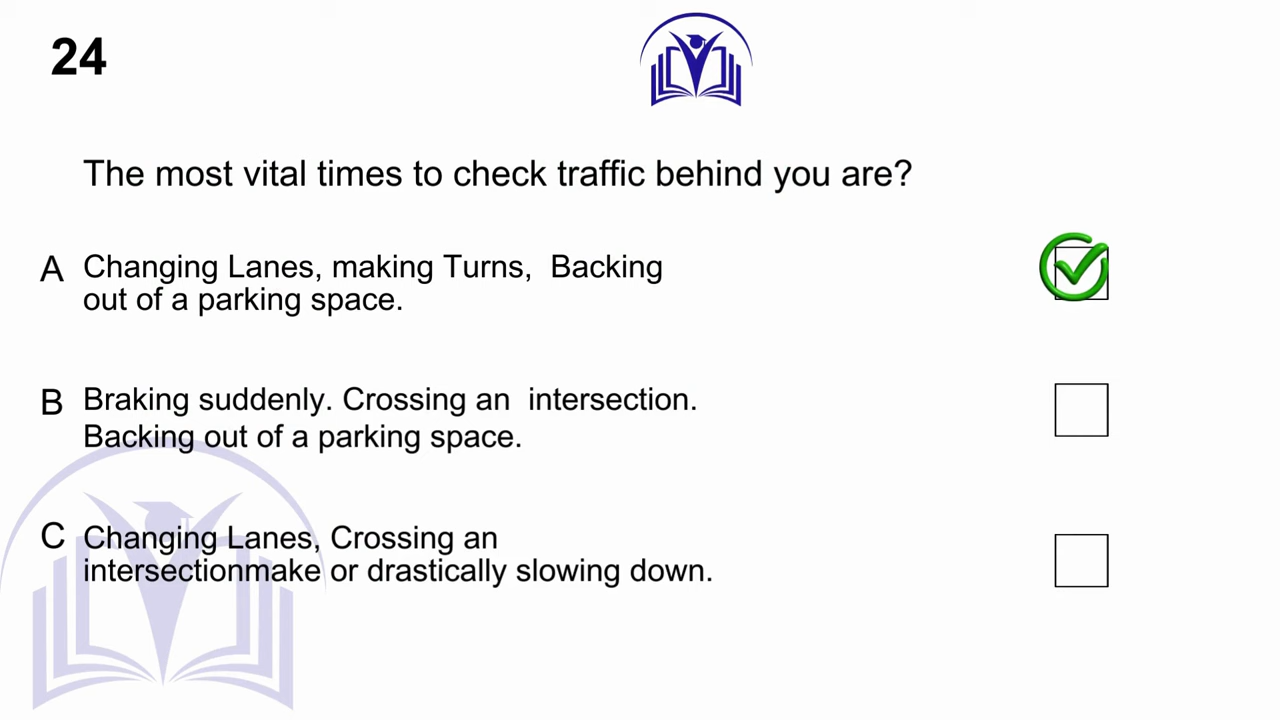 24
The most vital times to check traffic behind you are?
A Changing Lanes, making Turns,  Backing
out of a parking space.
B Braking suddenly. Crossing an  intersection.
Backing out of a parking space.
C Changing Lanes, Crossing an
intersectionmake or drastically slowing down.